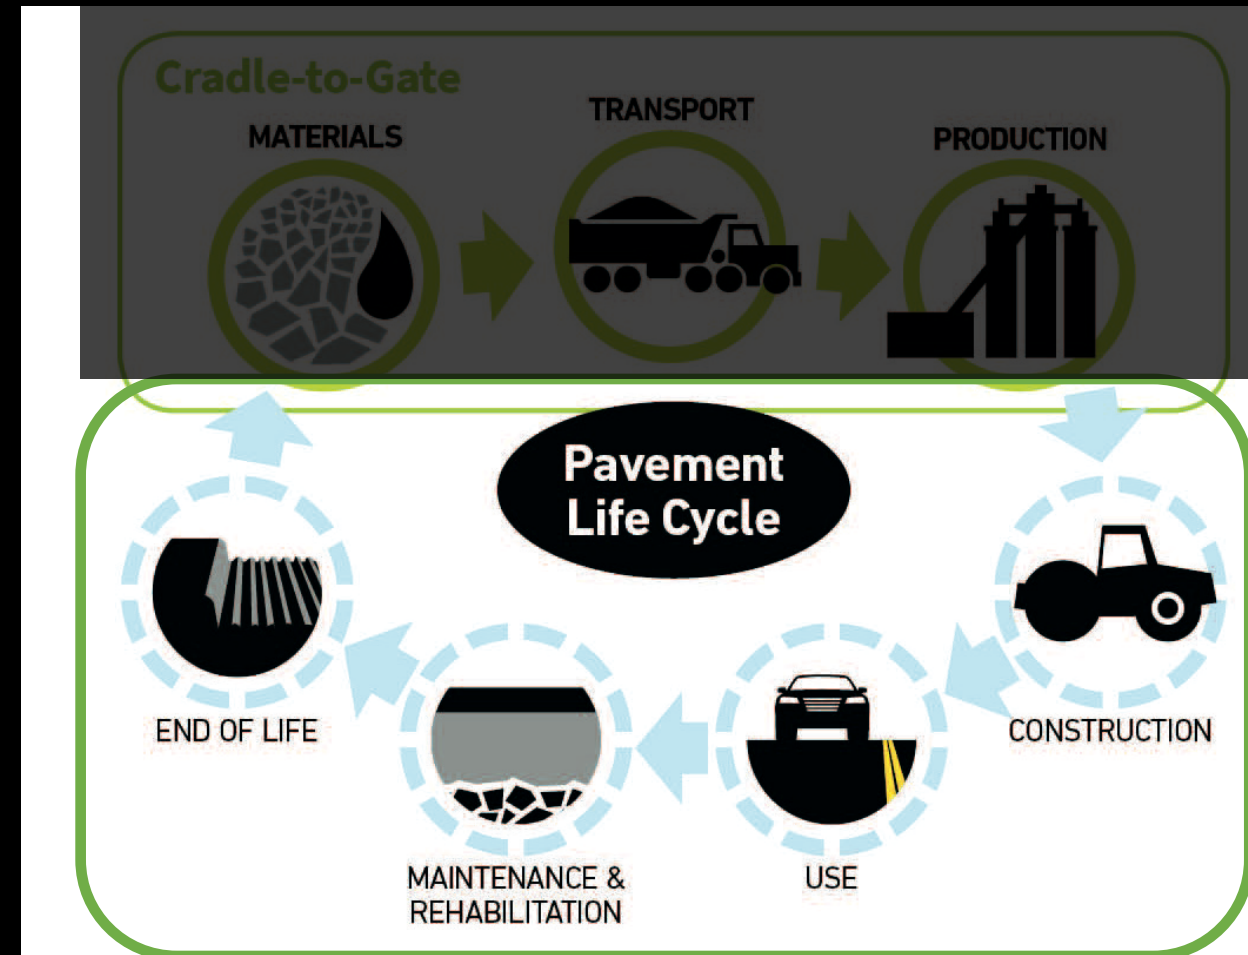 Cradle-to-Gate
MATERIALS
TRANSPORT
PRODUCTION
Pavement
Life Cycle
END OF LIFE
CONSTRUCTION
MAINTENANCE &
REHABILITATION
USE